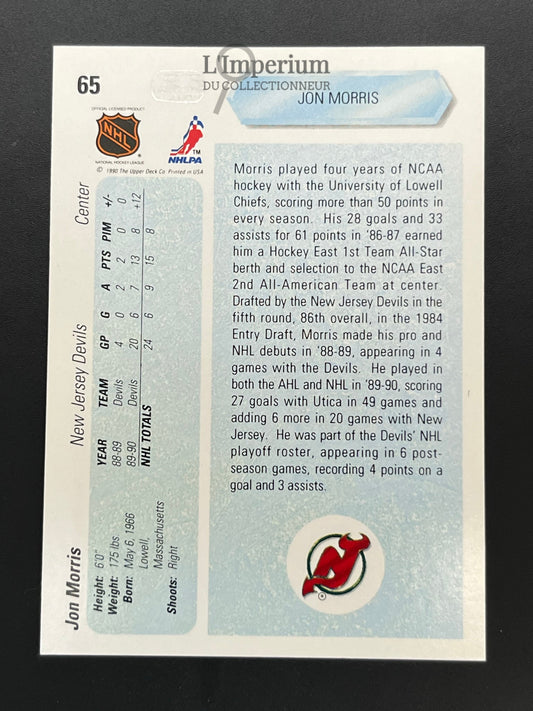 L'Imperium
DU COLLECTIONNEUR
65
JON MORRIS
OFFICIAL LICENSED PRODUCT
NHL
NATIONAL HOCKEY LEAGUE
NHLPA
TM
© 1990 The Upper Deck Co. Printed in USA
Morris played four years of NCAA
hockey with the University of Lowell
Chiefs, scoring more than 50 points in
every season. His 28 goals and 33
assists for 61 points in '86-87 earned
him a Hockey East 1st Team All-Star
berth and selection to the NCAA East
2nd All-American Team at center.
Drafted by the New Jersey Devils in the
fifth round, 86th overall, in the 1984
Entry Draft, Morris made his pro and
NHL debuts in '88-89, appearing in 4
games with the Devils. He played in
both the AHL and NHL in '89-90, scoring
27 goals with Utica in 49 games and
adding 6 more in 20 games with New
Jersey. He was part of the Devils' NHL
playoff roster, appearing in 6 post-
season games, recording 4 points on a
goal and 3 assists.
®
Jon Morris New Jersey Devils Center
Height: 6'0"
Weight: 175 lbs
Born: May 6, 1966
Lowell,
Massachusetts
Shoots: Right
YEAR TEAM GP G A PTS PIM +/-
88-89 Devils 4 0 2 2 0 0
89-90 Devils 20 6 7 13 8 +12
NHL TOTALS 24 6 9 15 8